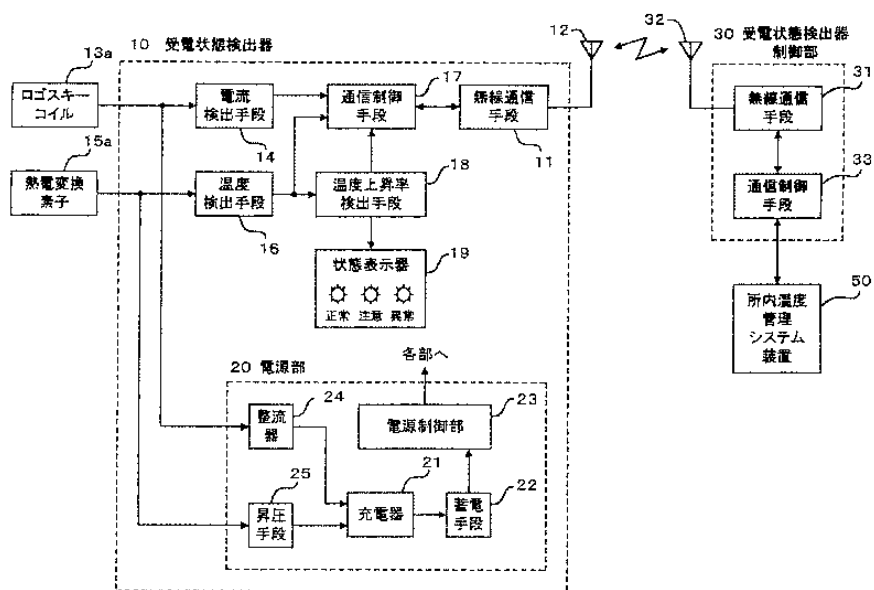 10 受電状態検出器
13a
ロゴスキー
コイル
電流
検出手段
14
17
通信制御
手段
無線通信
手段
11
12
32
30 受電状態検出器
制御部
31
無線通信
手段
15a
熱電変換
素子
温度
検出手段
16
18
温度上昇率
検出手段
33
通信制御
手段
19
状態表示器
正常 注意 異常
50
所内温度
管理
システム
装置
各部へ
20 電源部
24
整流
器
23
電源制御部
25
昇圧
手段
21
充電器
22
蓄電
手段